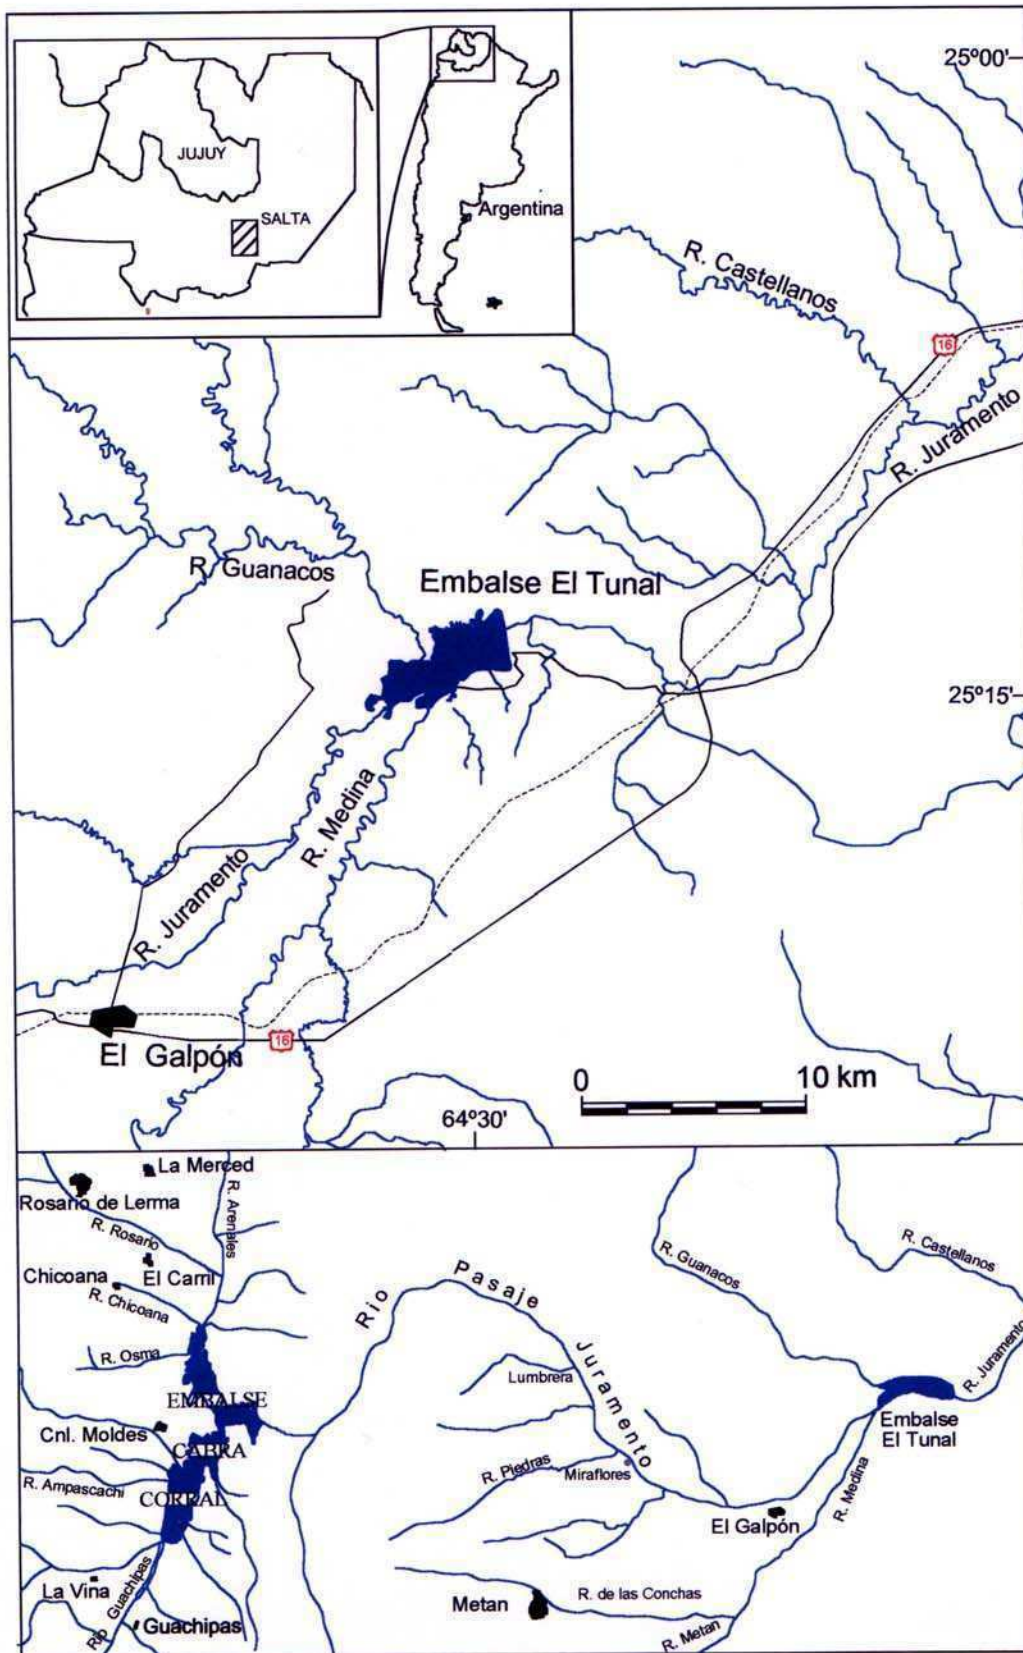 25º00'
JUJUY
SALTA
Argentina
R. Castellanos
16
R. Juramento
R. Guanacos
Embalse El Tunal
25º15'
R. Medina
R. Juramento
El Galpón
16
0
10 km
64º30'
La Merced
Rosario de Lerma
R. Arenales
R. Rosario
El Carril
Chicoana
R. Chicoana
R. Osma
EMBALSE
Cnl. Moldes
CABRA
R. Ampascachi
CORRAL
La Viña
Rio Guachipas
Guachipas
Rio
Pasaje
Juramento
Lumbrera
R. Piedras
Miraflores
R. Guanacos
R. Castellanos
R. Juramento
Embalse
El Tunal
R. Medina
El Galpón
Metan
R. de las Conchas
R. Metan